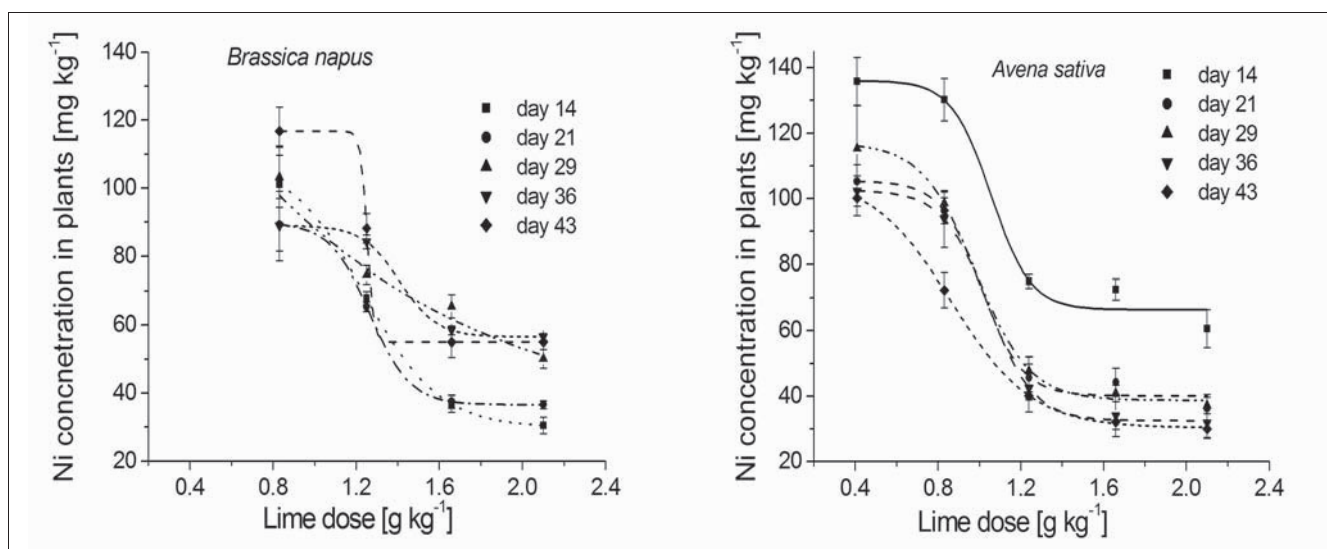 Ni concnetration in plants [mg kg⁻¹]
140
120
100
80
60
40
20
Brassica napus
day 14
day 21
day 29
day 36
day 43
0.4 0.8 1.2 1.6 2.0 2.4
Lime dose [g kg⁻¹]
Ni concentration in plants [mg kg⁻¹]
140
120
100
80
60
40
20
Avena sativa
day 14
day 21
day 29
day 36
day 43
0.4 0.8 1.2 1.6 2.0 2.4
Lime dose [g kg⁻¹]